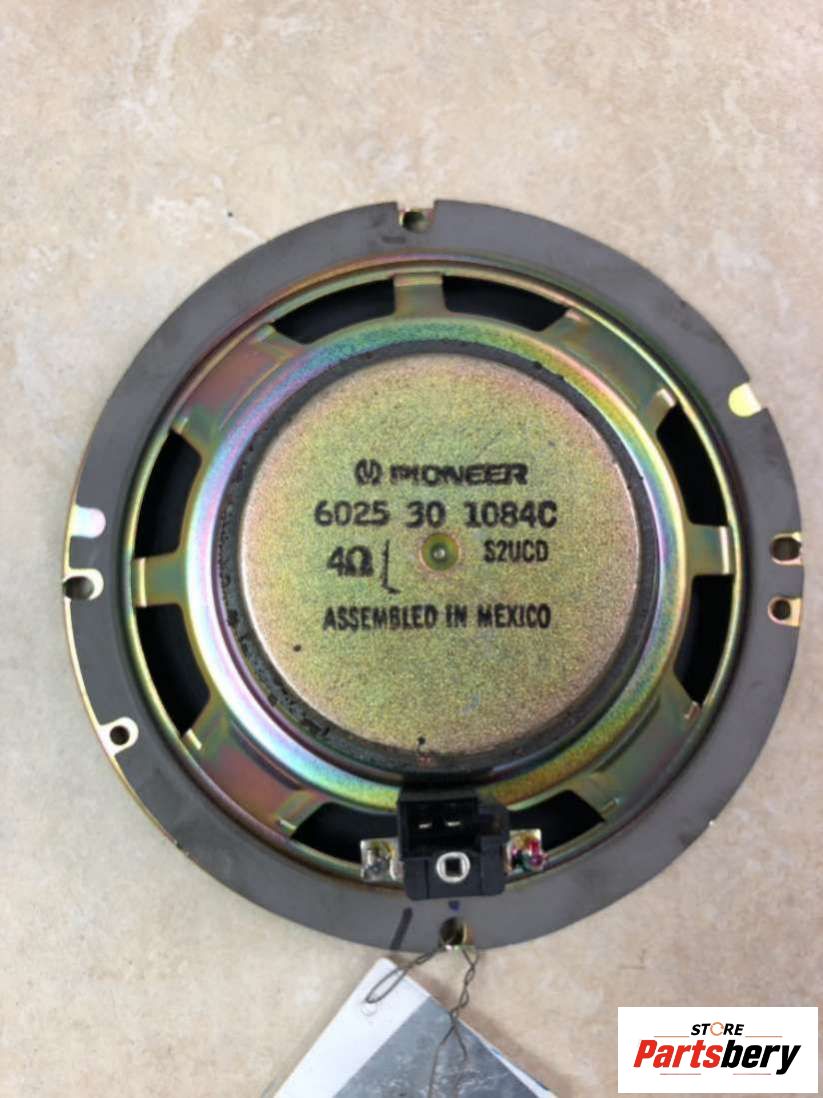 PIONEER
6025 30 1084C
4Ω S2UCD
ASSEMBLED IN MEXICO
STORE
Partsbery